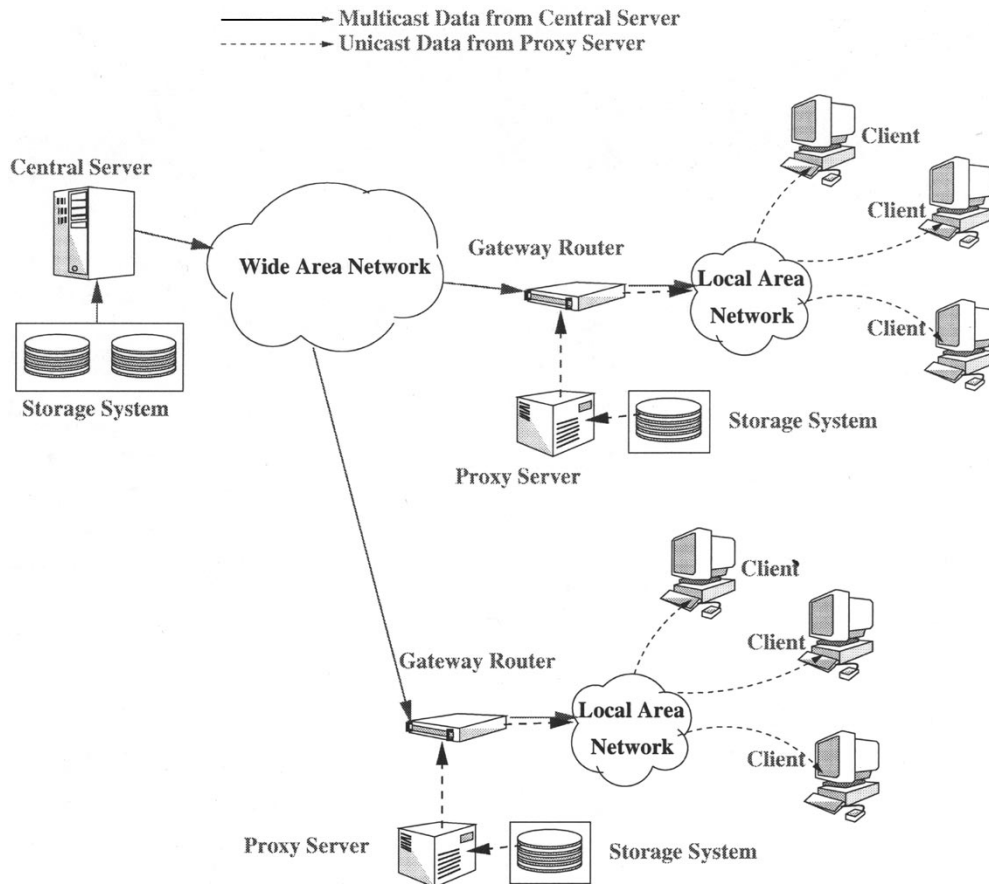 Multicast Data from Central Server
Unicast Data from Proxy Server
Client
Central Server
Client
Gateway Router
Wide Area Network
Local Area
Network
Client
Storage System
Storage System
Proxy Server
Client
Client
Gateway Router
Local Area
Network
Client
Proxy Server
Storage System